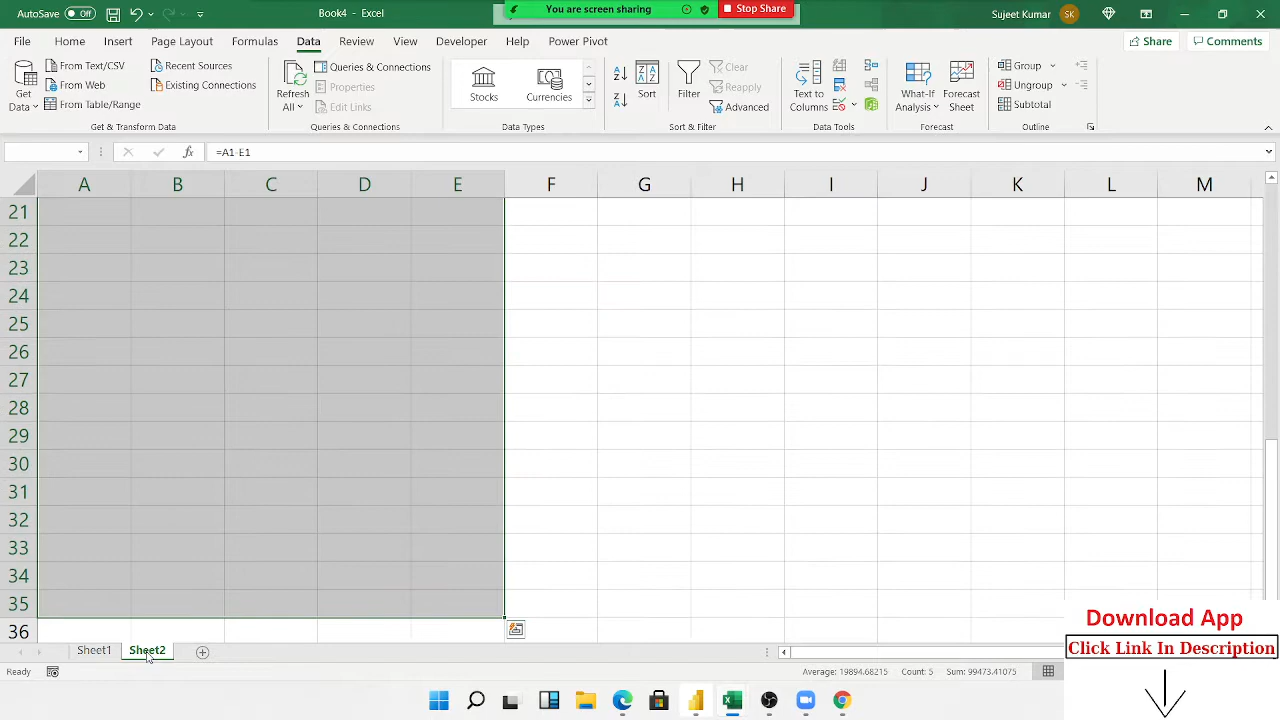 AutoSave Off Book4 - Excel You are screen sharing Stop Share Sujeet Kumar SK
File Home Insert Page Layout Formulas Data Review View Developer Help Power Pivot Share Comments
Get Data From Text/CSV From Web From Table/Range Recent Sources Existing Connections
Refresh All Queries & Connections Properties Edit Links
Stocks Currencies
Sort Filter Clear Reapply Advanced
Text to Columns What-If Analysis Forecast Sheet
Group Ungroup Subtotal
Get & Transform Data Queries & Connections Data Types Sort & Filter Data Tools Forecast Outline
=A1-E1
A B C D E F G H I J K L M
21
22
23
24
25
26
27
28
29
30
31
32
33
34
35
36
Sheet1 Sheet2
Ready Average: 19894.68215 Count: 5 Sum: 99473.41075
Download App
Click Link In Description